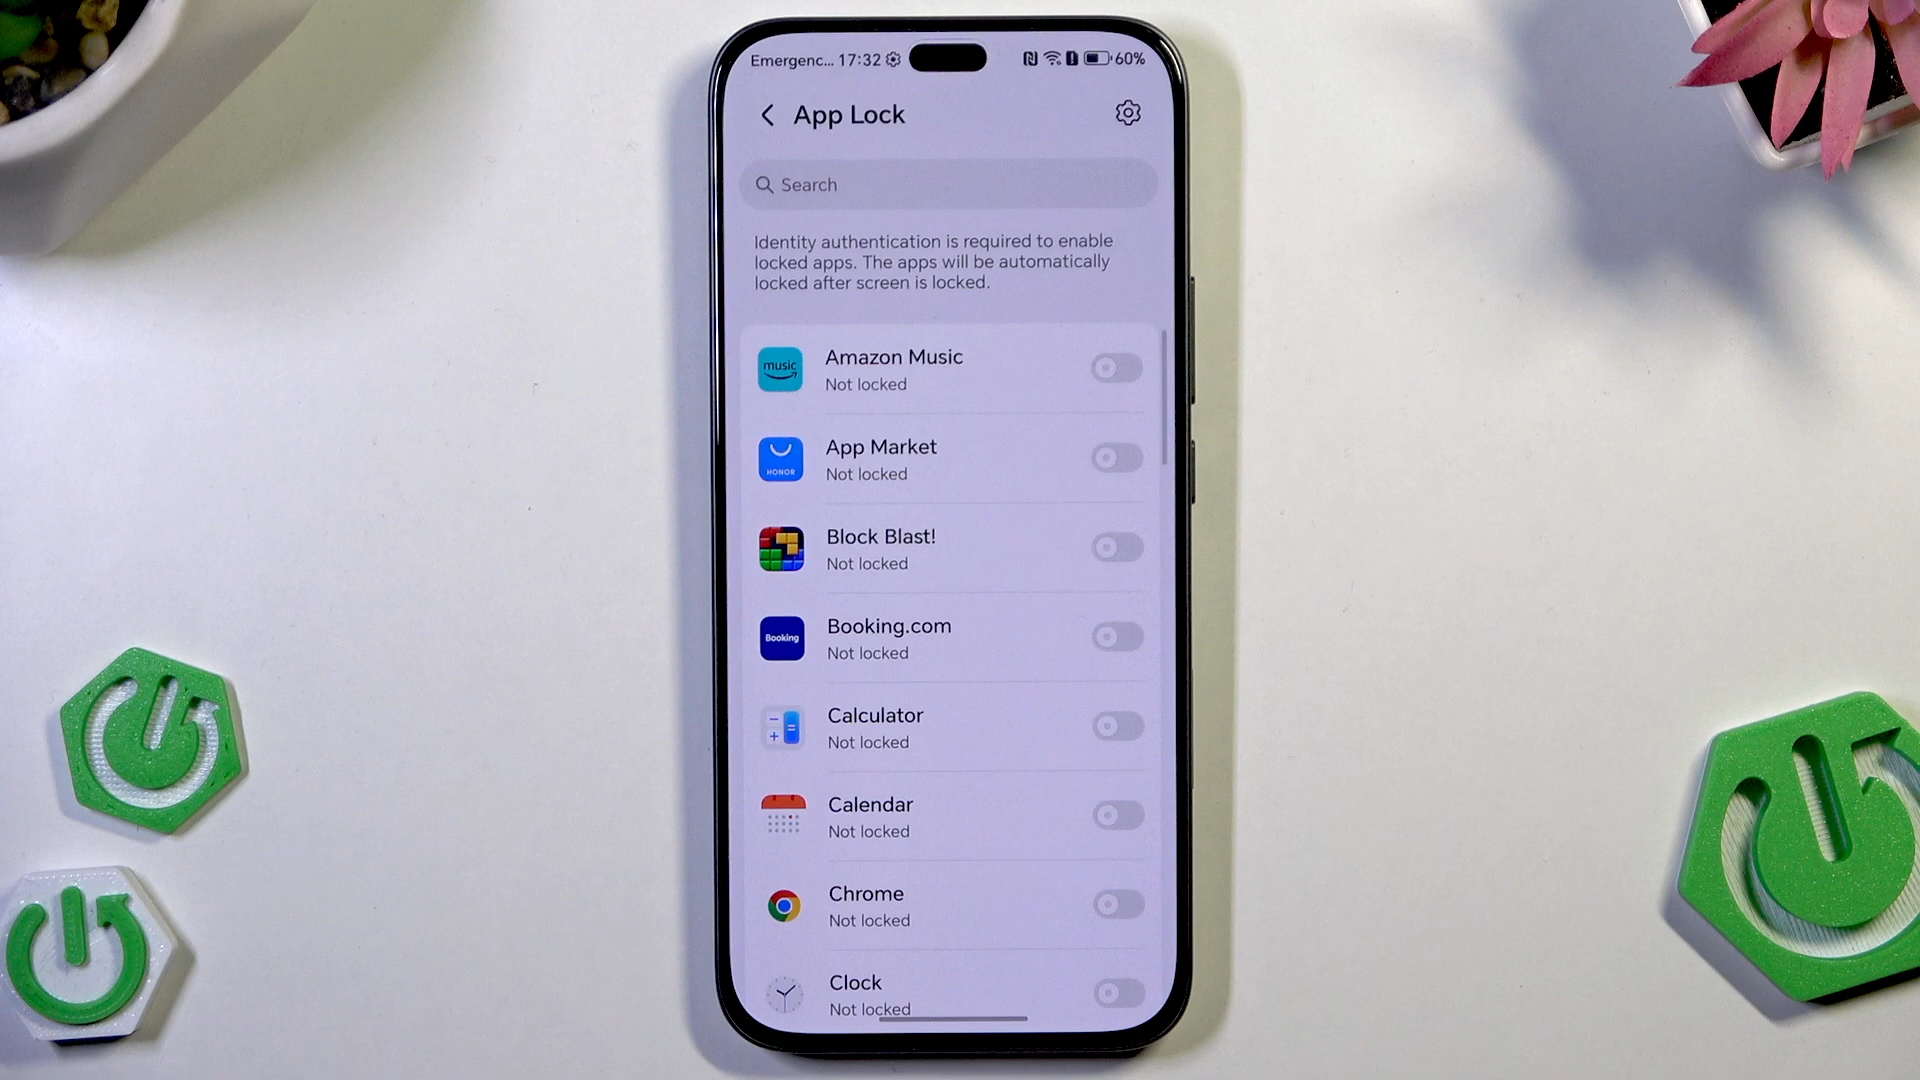 Emergenc... 17:32 60%
App Lock
Search
Identity authentication is required to enable
locked apps. The apps will be automatically
locked after screen is locked.
music
Amazon Music
Not locked
HONOR
App Market
Not locked
Block Blast!
Not locked
Booking
Booking.com
Not locked
Calculator
Not locked
Calendar
Not locked
Chrome
Not locked
Clock
Not locked